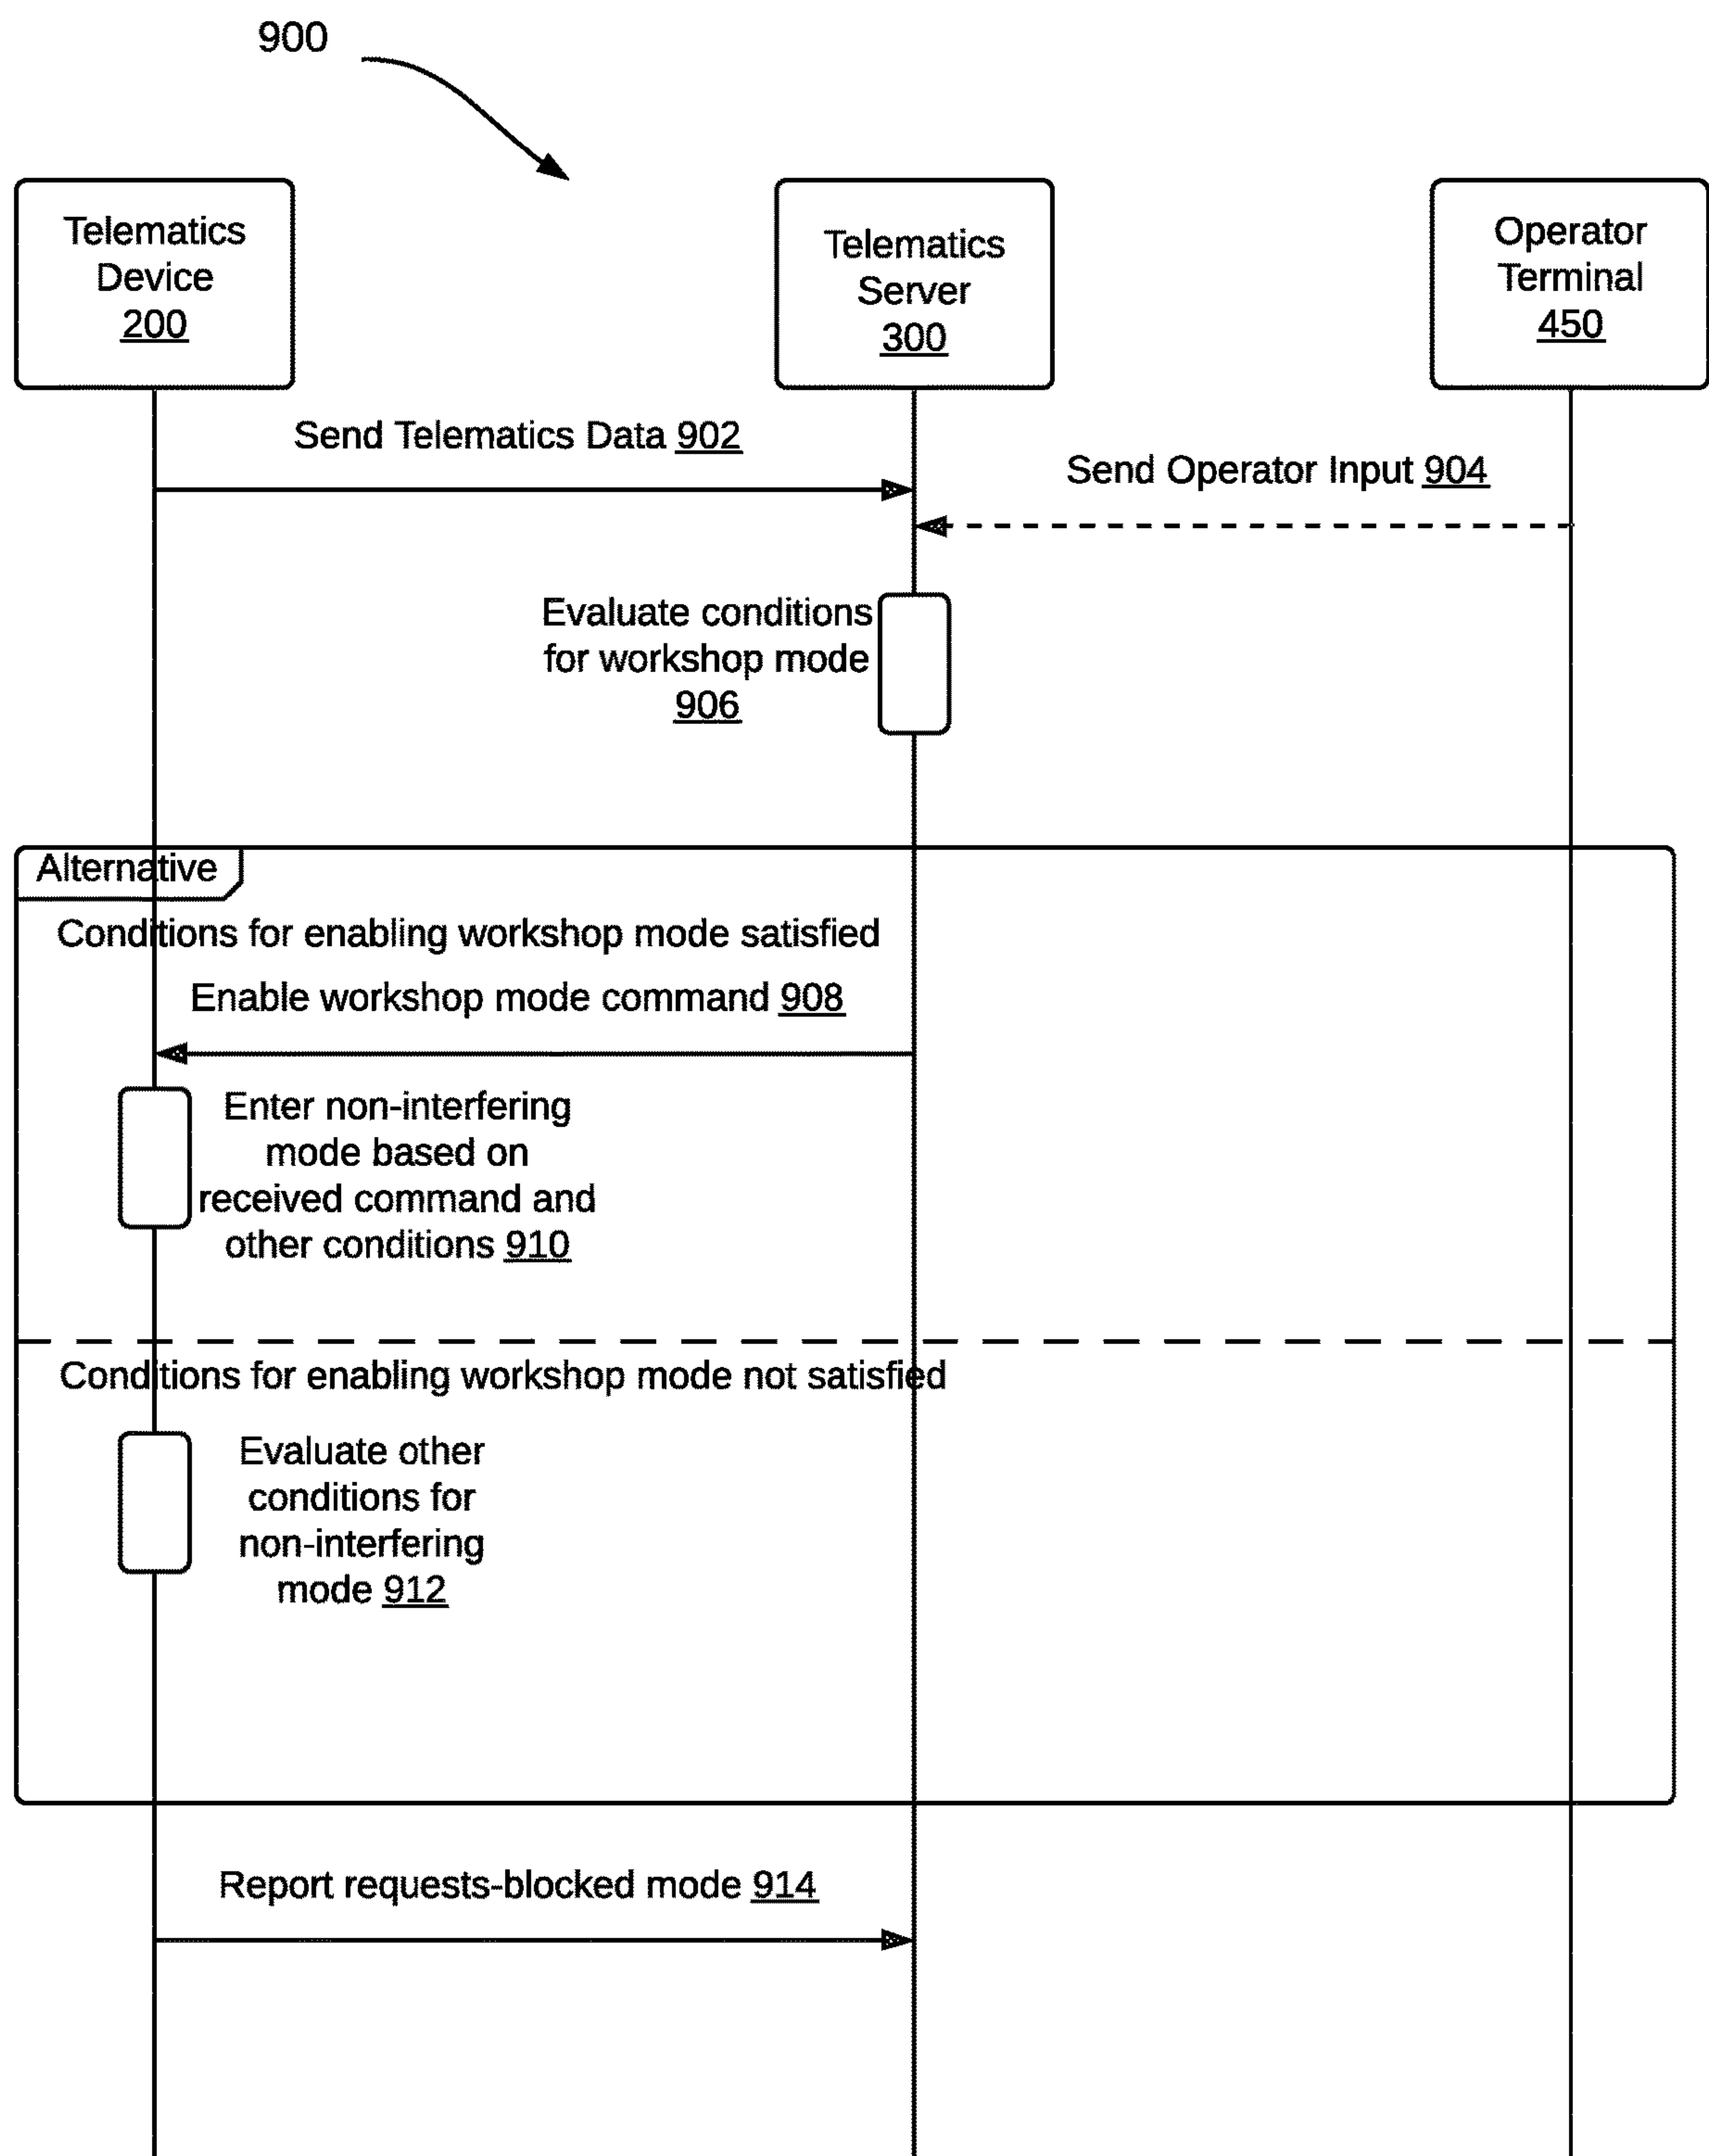 900
Telematics
Device
200
Telematics
Server
300
Operator
Terminal
450
Send Telematics Data 902
Send Operator Input 904
Evaluate conditions
for workshop mode
906
Alternative
Conditions for enabling workshop mode satisfied
Enable workshop mode command 908
Enter non-interfering
mode based on
received command and
other conditions 910
Conditions for enabling workshop mode not satisfied
Evaluate other
conditions for
non-interfering
mode 912
Report requests-blocked mode 914